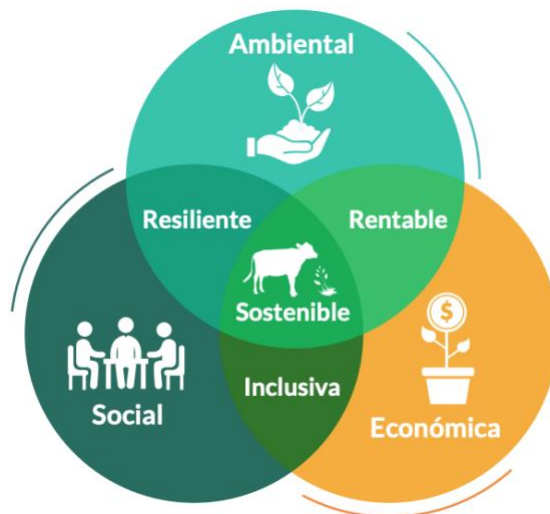 Ambiental
Resiliente
Rentable
$
Sostenible
Inclusiva
Social
Económica